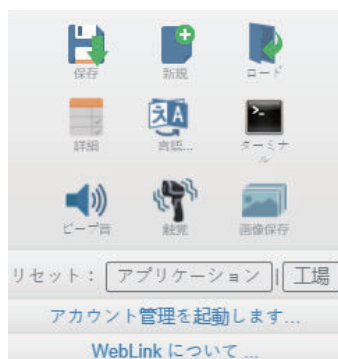 保存 新規 ロード
詳細 言語... ターミナ
ル
ビープ音 触覚 画像保存
リセット： アプリケーション | 工場
アカウント管理を起動します...
WebLink について ...